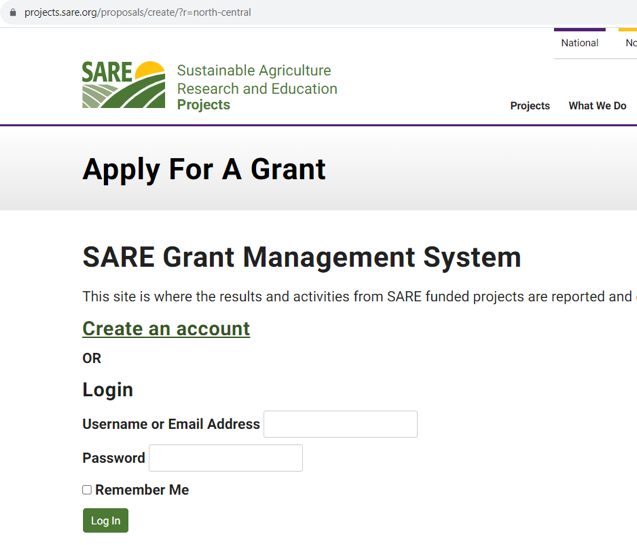 projects.sare.org/proposals/create/?r=north-central
National
No
SARE
Sustainable Agriculture
Research and Education
Projects
Projects What We Do
Apply For A Grant
SARE Grant Management System
This site is where the results and activities from SARE funded projects are reported and
Create an account
OR
Login
Username or Email Address
Password
Remember Me
Log In